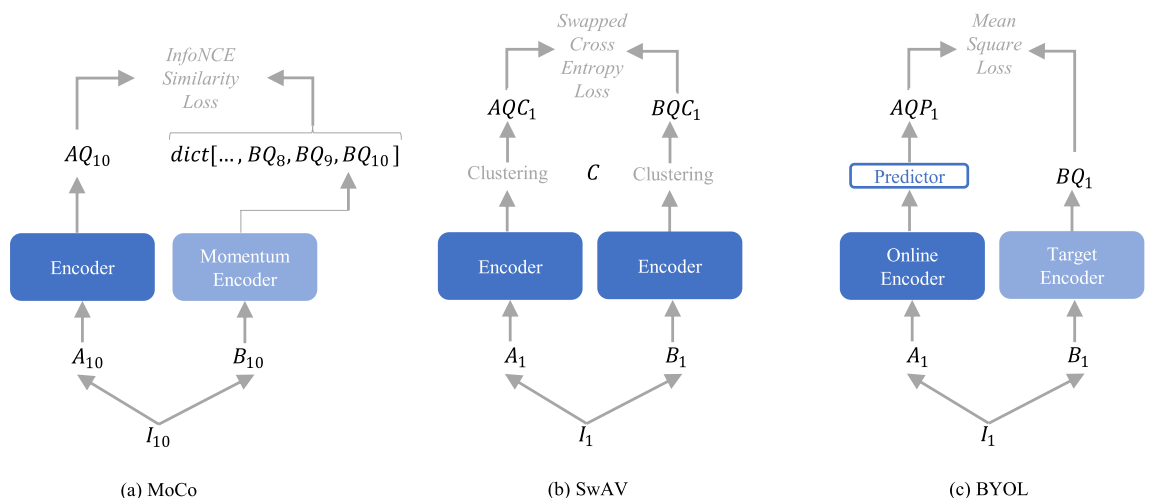 InfoNCE
Similarity
Loss
AQ₁₀
dict[…, BQ₈, BQ₉, BQ₁₀]
Encoder
Momentum
Encoder
A₁₀
B₁₀
I₁₀
(a) MoCo
Swapped
Cross
Entropy
Loss
AQC₁
BQC₁
Clustering
C
Clustering
Encoder
Encoder
A₁
B₁
I₁
(b) SwAV
Mean
Square
Loss
AQP₁
Predictor
BQ₁
Online
Encoder
Target
Encoder
A₁
B₁
I₁
(c) BYOL